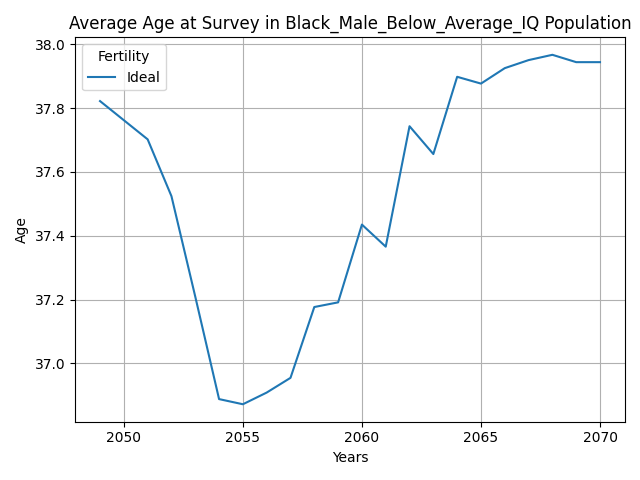 Average Age at Survey in Black_Male_Below_Average_IQ Population
Fertility
Ideal
38.0
37.8
37.6
37.4
37.2
37.0
Age
2050
2055
2060
2065
2070
Years